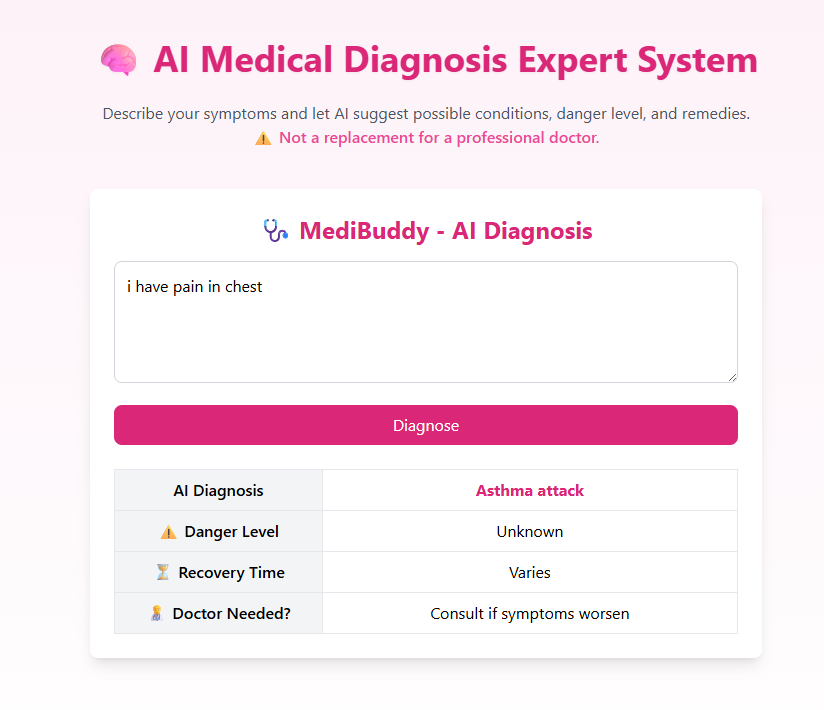 AI Medical Diagnosis Expert System
Describe your symptoms and let AI suggest possible conditions, danger level, and remedies.
Not a replacement for a professional doctor.
MediBuddy - AI Diagnosis
i have pain in chest
Diagnose
AI Diagnosis Asthma attack
Danger Level Unknown
Recovery Time Varies
Doctor Needed? Consult if symptoms worsen